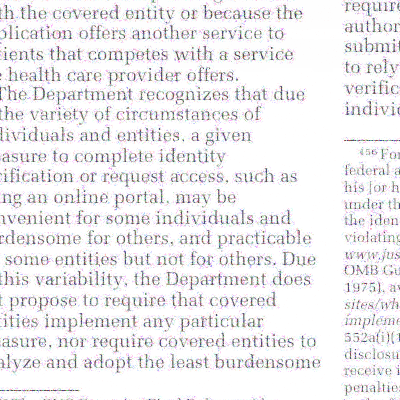 th the covered entity or because the
plication offers another service to
ients that competes with a service
health care provider offers.
The Department recognizes that due
the variety of circumstances of
dividuals and entities, a given
easure to complete identity
ification or request access, such as
ng an online portal, may be
nvenient for some individuals and
rdensome for others, and practicable
some entities but not for others. Due
this variability, the Department does
t propose to require that covered
tities implement any particular
easure, nor require covered entities to
alyze and adopt the least burdensome
require
author
submit
to rely
verific
indivi
456 For
federal a
his [or h
under th
the iden
violating
www.jus
OMB Gu
1975), av
sites/wh
impleme
552a(i)(1
disclosu
receive i
penaltie